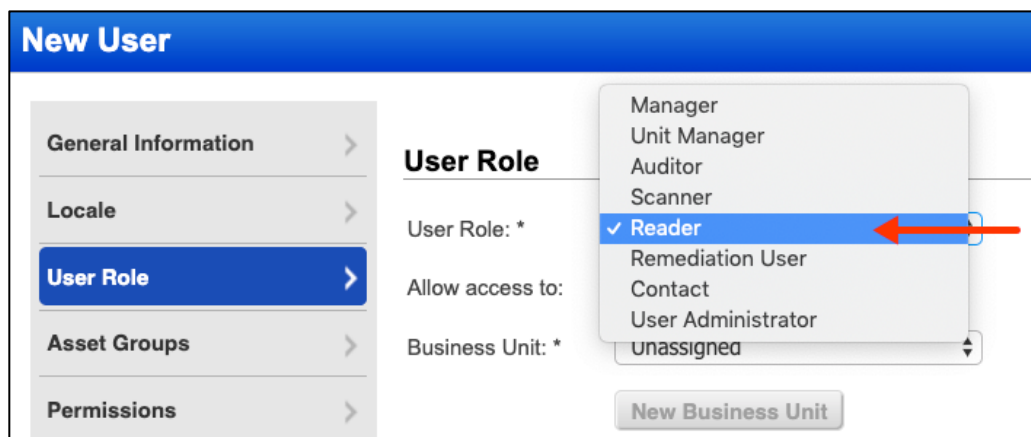 New User
General Information
Locale
User Role
Asset Groups
Permissions
User Role
User Role: *
Manager
Unit Manager
Auditor
Scanner
✓ Reader
Remediation User
Contact
User Administrator
Allow access to:
Business Unit: *
Unassigned
New Business Unit